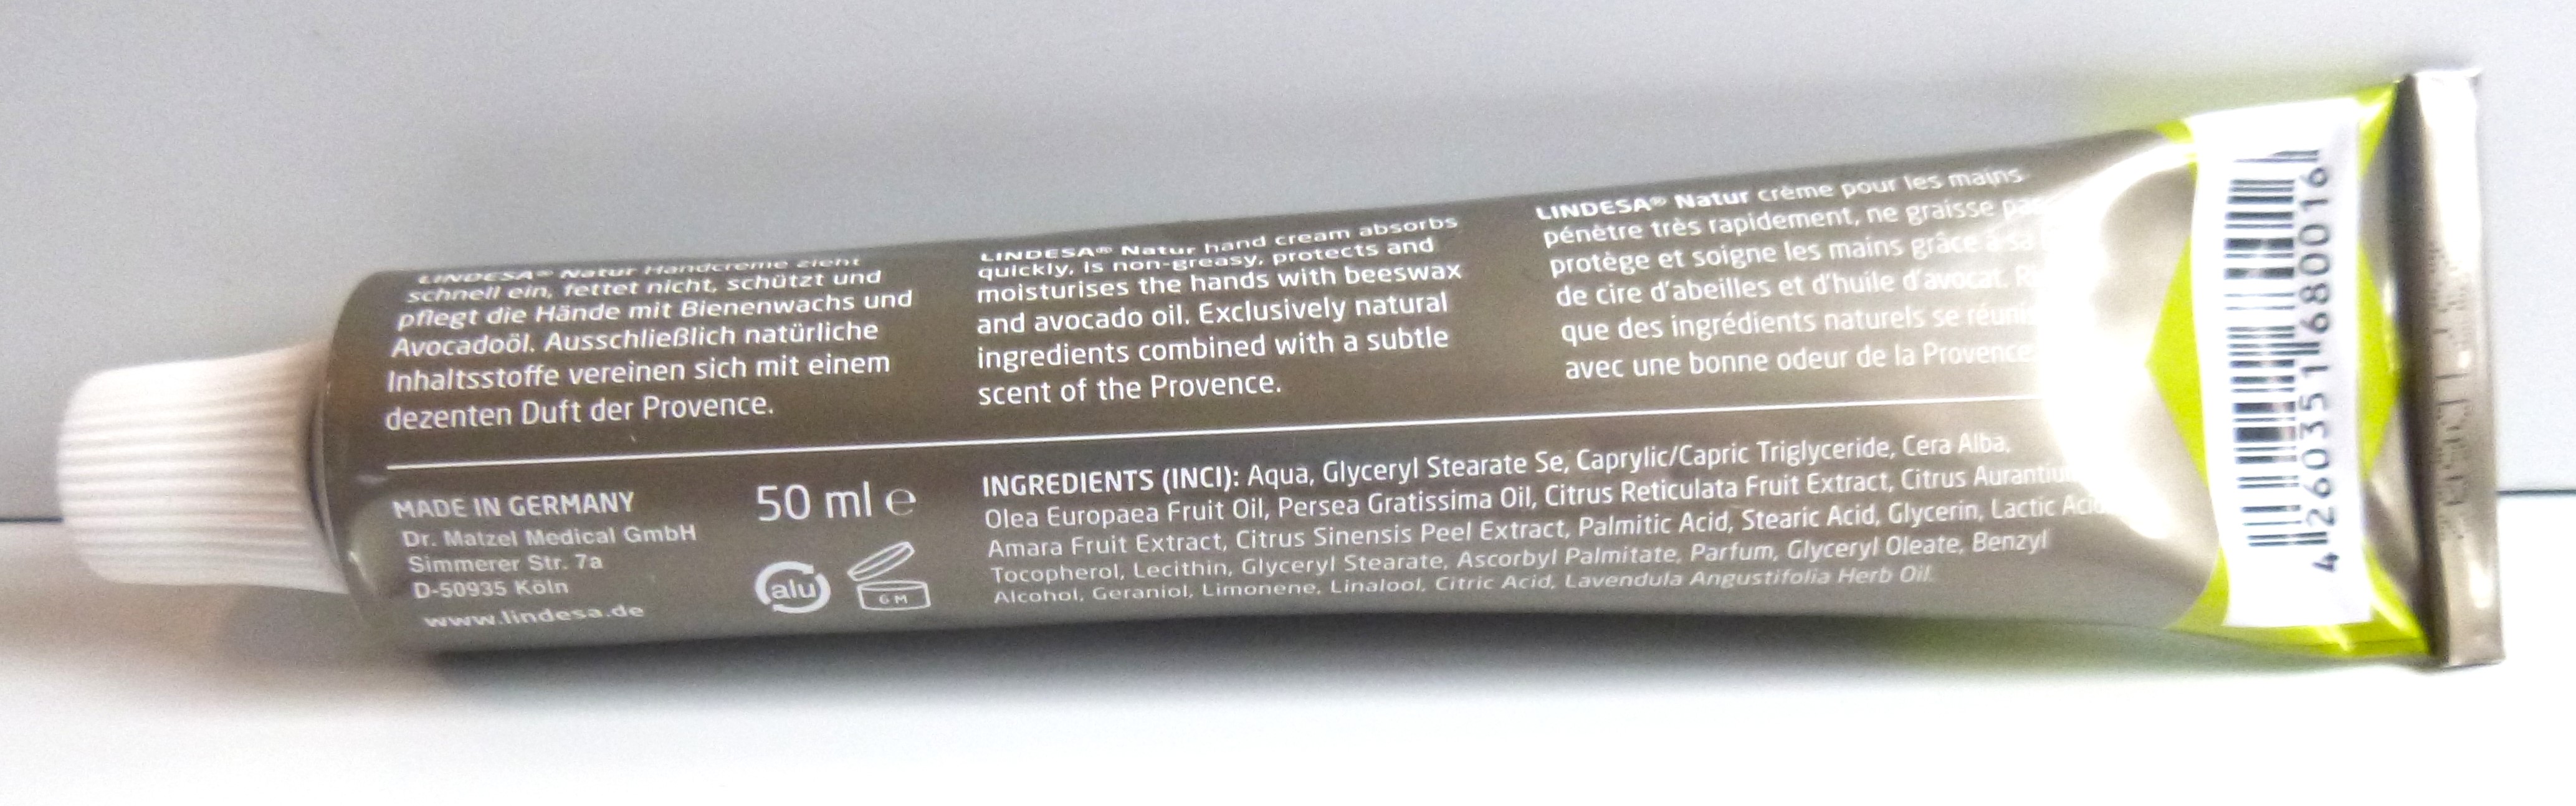 LINDESA® Natur Handcreme zieht
schnell ein, fettet nicht, schützt und
pflegt die Hände mit Bienenwachs und
Avocadoöl. Ausschließlich natürliche
Inhaltsstoffe vereinen sich mit einem
dezenten Duft der Provence.
LINDESA® Natur hand cream absorbs
quickly, is non-greasy, protects and
moisturises the hands with beeswax
and avocado oil. Exclusively natural
ingredients combined with a subtle
scent of the Provence.
LINDESA® Natur crème pour les mains
pénètre très rapidement, ne graisse pas
protège et soigne les mains grâce à sa
de cire d'abeilles et d'huile d'avocat.
que des ingrédients naturels se
avec une bonne odeur de la Provence
MADE IN GERMANY
Dr. Matzel Medical GmbH
Simmerer Str. 7a
D-50935 Köln
www.lindesa.de
50 ml e
alu
6 M
INGREDIENTS (INCI): Aqua, Glyceryl Stearate Se, Caprylic/Capric Triglyceride, Cera Alba,
Olea Europaea Fruit Oil, Persea Gratissima Oil, Citrus Reticulata Fruit Extract, Citrus Aurantium
Amara Fruit Extract, Citrus Sinensis Peel Extract, Palmitic Acid, Stearic Acid, Glycerin, Lactic Acid
Tocopherol, Lecithin, Glyceryl Stearate, Ascorbyl Palmitate, Parfum, Glyceryl Oleate, Benzyl
Alcohol, Geraniol, Limonene, Linalool, Citric Acid, Lavendula Angustifolia Herb Oil.
4 260351 680016